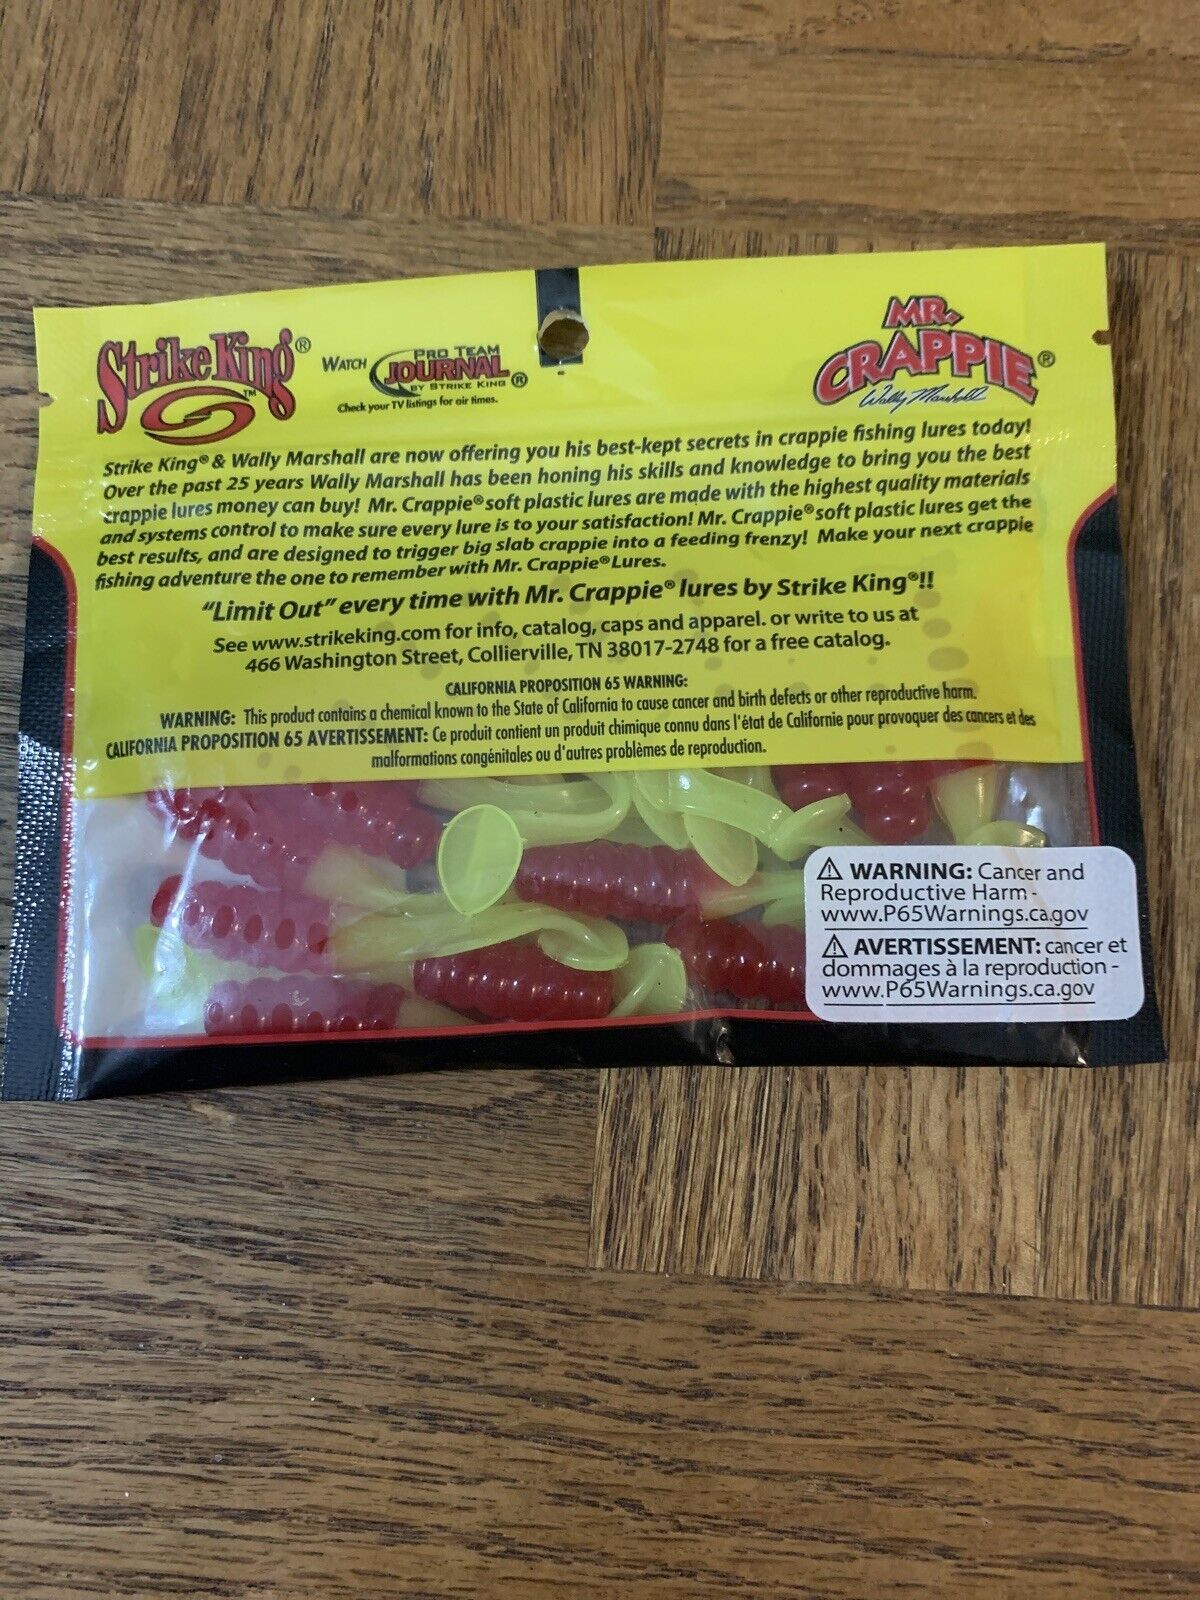 Strike King® ™
WATCH PRO TEAM JOURNAL BY STRIKE KING ®
Check your TV listings for air times.
MR. CRAPPIE®
Wally Marshall
Strike King® & Wally Marshall are now offering you his best-kept secrets in crappie fishing lures today!
Over the past 25 years Wally Marshall has been honing his skills and knowledge to bring you the best
crappie lures money can buy! Mr. Crappie® soft plastic lures are made with the highest quality materials
and systems control to make sure every lure is to your satisfaction! Mr. Crappie® soft plastic lures get the
best results, and are designed to trigger big slab crappie into a feeding frenzy! Make your next crappie
fishing adventure the one to remember with Mr. Crappie® Lures.
"Limit Out" every time with Mr. Crappie® lures by Strike King®!!
See www.strikeking.com for info, catalog, caps and apparel. or write to us at
466 Washington Street, Collierville, TN 38017-2748 for a free catalog.
CALIFORNIA PROPOSITION 65 WARNING:
WARNING: This product contains a chemical known to the State of California to cause cancer and birth defects or other reproductive harm.
CALIFORNIA PROPOSITION 65 AVERTISSEMENT: Ce produit contient un produit chimique connu dans l'état de Californie pour provoquer des cancers et des
malformations congénitales ou d'autres problèmes de reproduction.
⚠ WARNING: Cancer and
Reproductive Harm -
www.P65Warnings.ca.gov
⚠ AVERTISSEMENT: cancer et
dommages à la reproduction -
www.P65Warnings.ca.gov